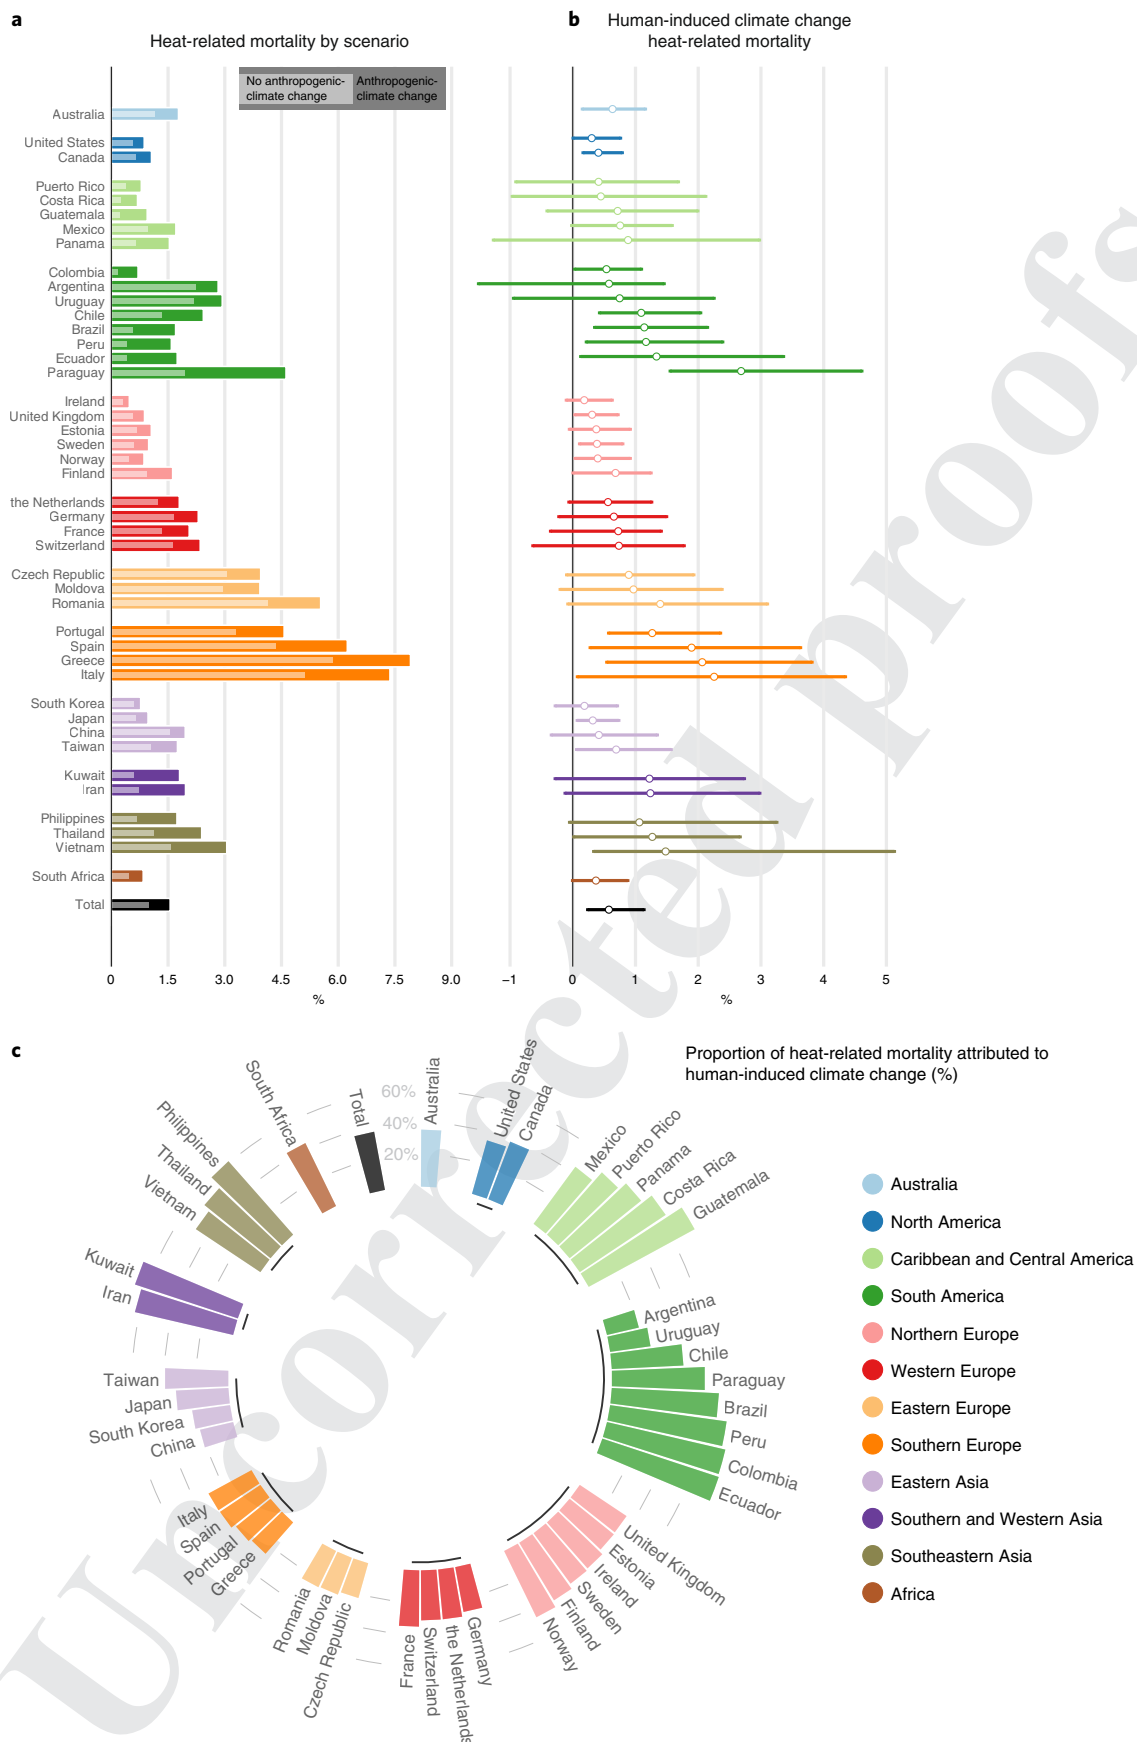 a
Heat-related mortality by scenario
b
Human-induced climate change
heat-related mortality
No anthropogenic-
climate change
Anthropogenic-
climate change
Australia
United States
Canada
Puerto Rico
Costa Rica
Guatemala
Mexico
Panama
Colombia
Argentina
Uruguay
Chile
Brazil
Peru
Ecuador
Paraguay
Ireland
United Kingdom
Estonia
Sweden
Norway
Finland
the Netherlands
Germany
France
Switzerland
Czech Republic
Moldova
Romania
Portugal
Spain
Greece
Italy
South Korea
Japan
China
Taiwan
Kuwait
Iran
Philippines
Thailand
Vietnam
South Africa
Total
0 1.5 3.0 4.5 6.0 7.5 9.0
%
–1 0 1 2 3 4 5
%
c
Proportion of heat-related mortality attributed to
human-induced climate change (%)
60%
40%
20%
Australia
United States
Canada
Mexico
Puerto Rico
Panama
Costa Rica
Guatemala
Argentina
Uruguay
Chile
Paraguay
Brazil
Peru
Colombia
Ecuador
United Kingdom
Estonia
Ireland
Sweden
Finland
Norway
Germany
the Netherlands
Switzerland
France
Czech Republic
Moldova
Romania
Greece
Portugal
Spain
Italy
China
South Korea
Japan
Taiwan
Iran
Kuwait
Vietnam
Thailand
Philippines
South Africa
Total
Australia
North America
Caribbean and Central America
South America
Northern Europe
Western Europe
Eastern Europe
Southern Europe
Eastern Asia
Southern and Western Asia
Southeastern Asia
Africa
Uncorrected proofs